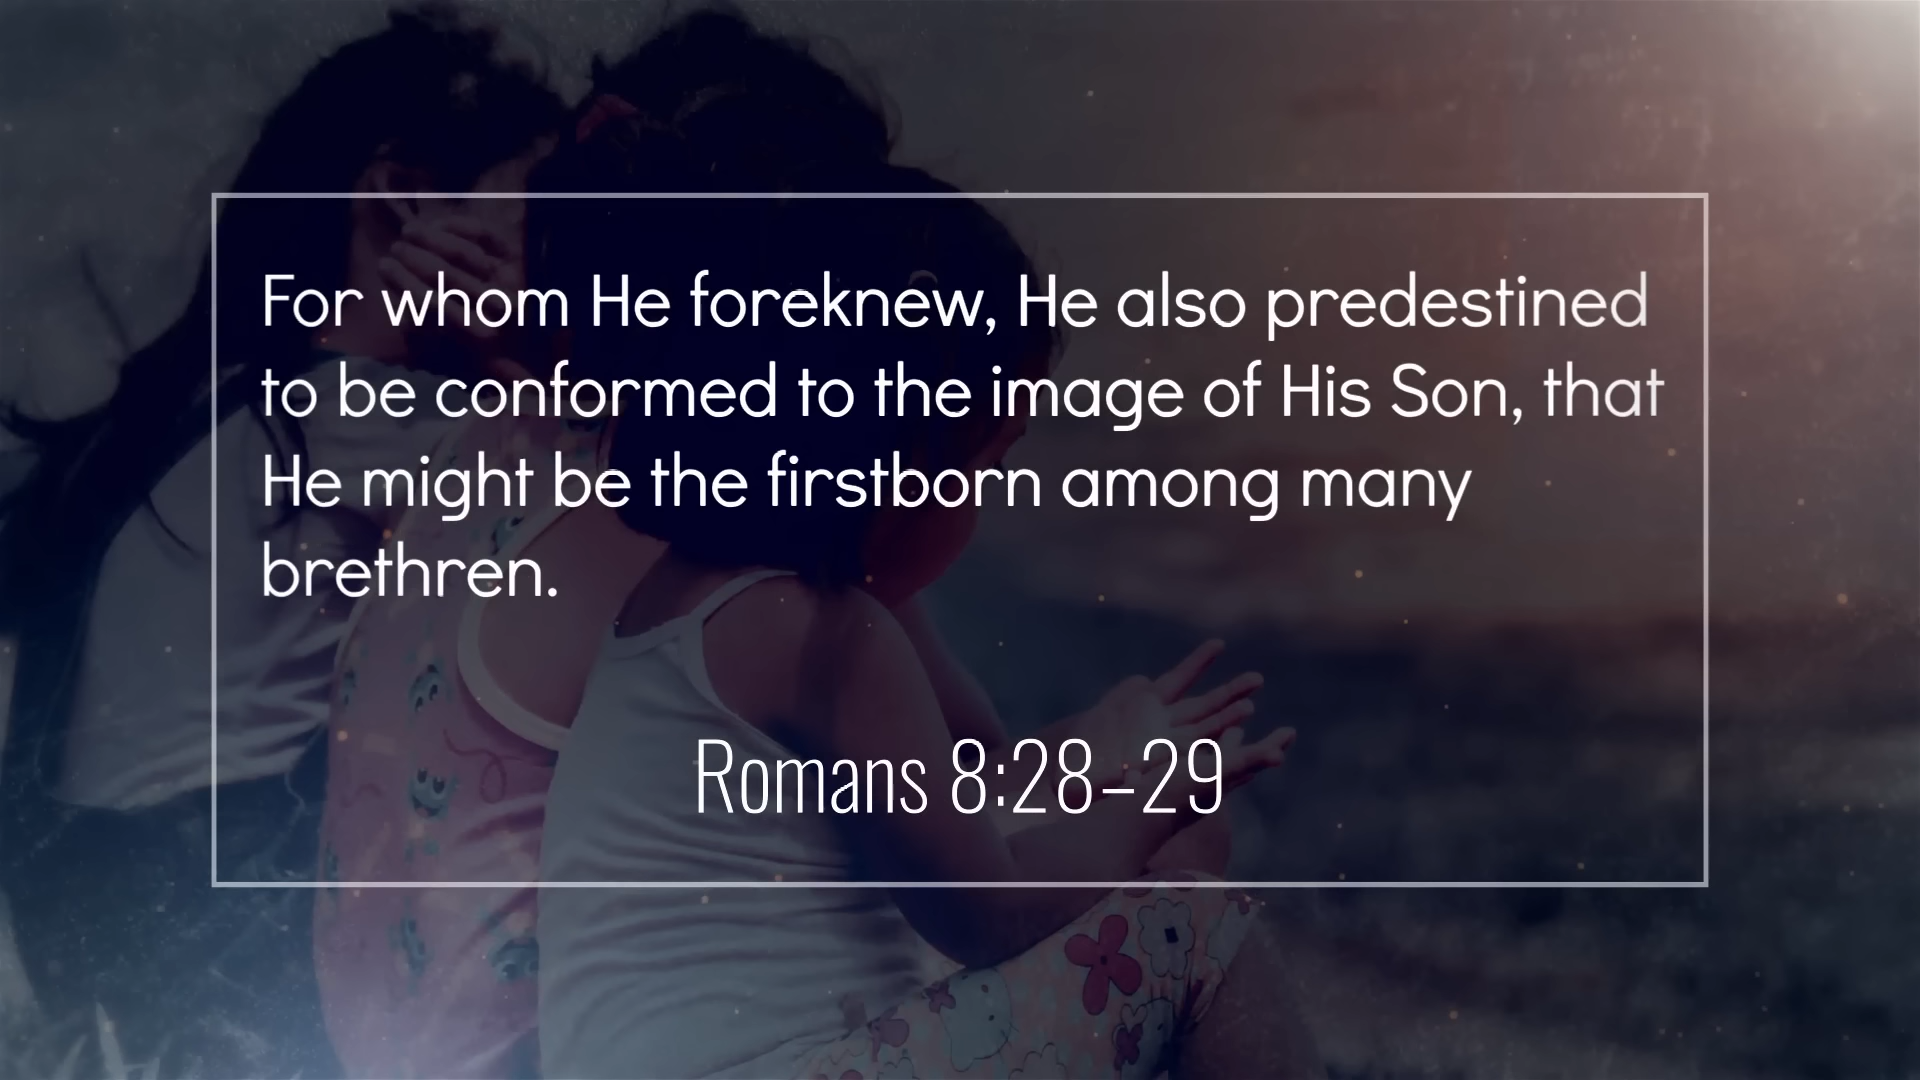 For whom He foreknew, He also predestined
to be conformed to the image of His Son, that
He might be the firstborn among many
brethren.
Romans 8:28–29